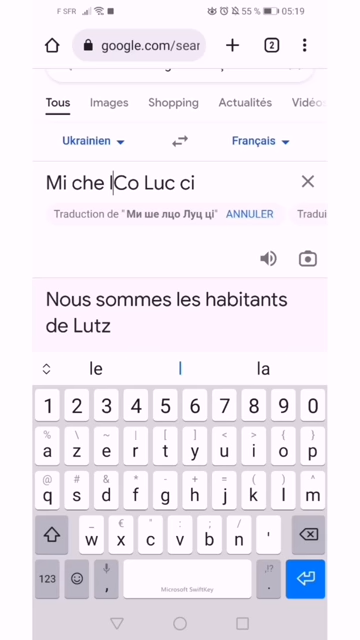 F SFR 55 % 05:19
google.com/sear
2
Tous Images Shopping Actualités Vidéos
Ukrainien Français
Mi che lCo Luc ci
Traduction de "Ми ше лцо Луц ці" ANNULER Tradui
Nous sommes les habitants
de Lutz
le l la
1 2 3 4 5 6 7 8 9 0
% \ ~ | [ ] < > { }
a z e r t y u i o p
@ # & * - + = ( ) ^
q s d f g h j k l m
_ € " : ; / 
w x c v b n '
123 , Microsoft SwiftKey ,!? .